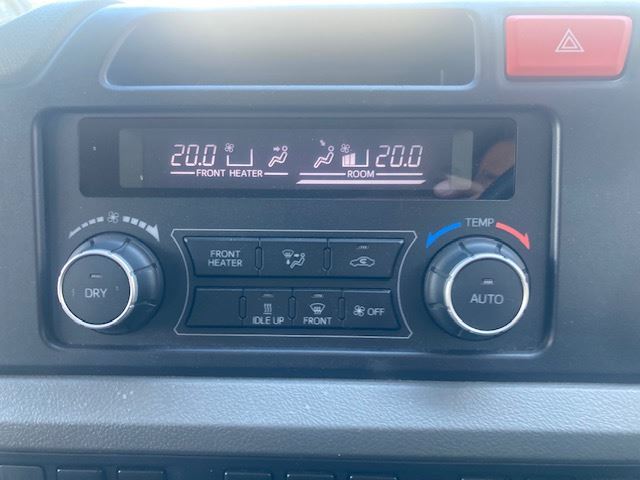 20.0 20.0
FRONT HEATER ROOM
TEMP
FRONT
HEATER
DRY
AUTO
IDLE UP FRONT OFF